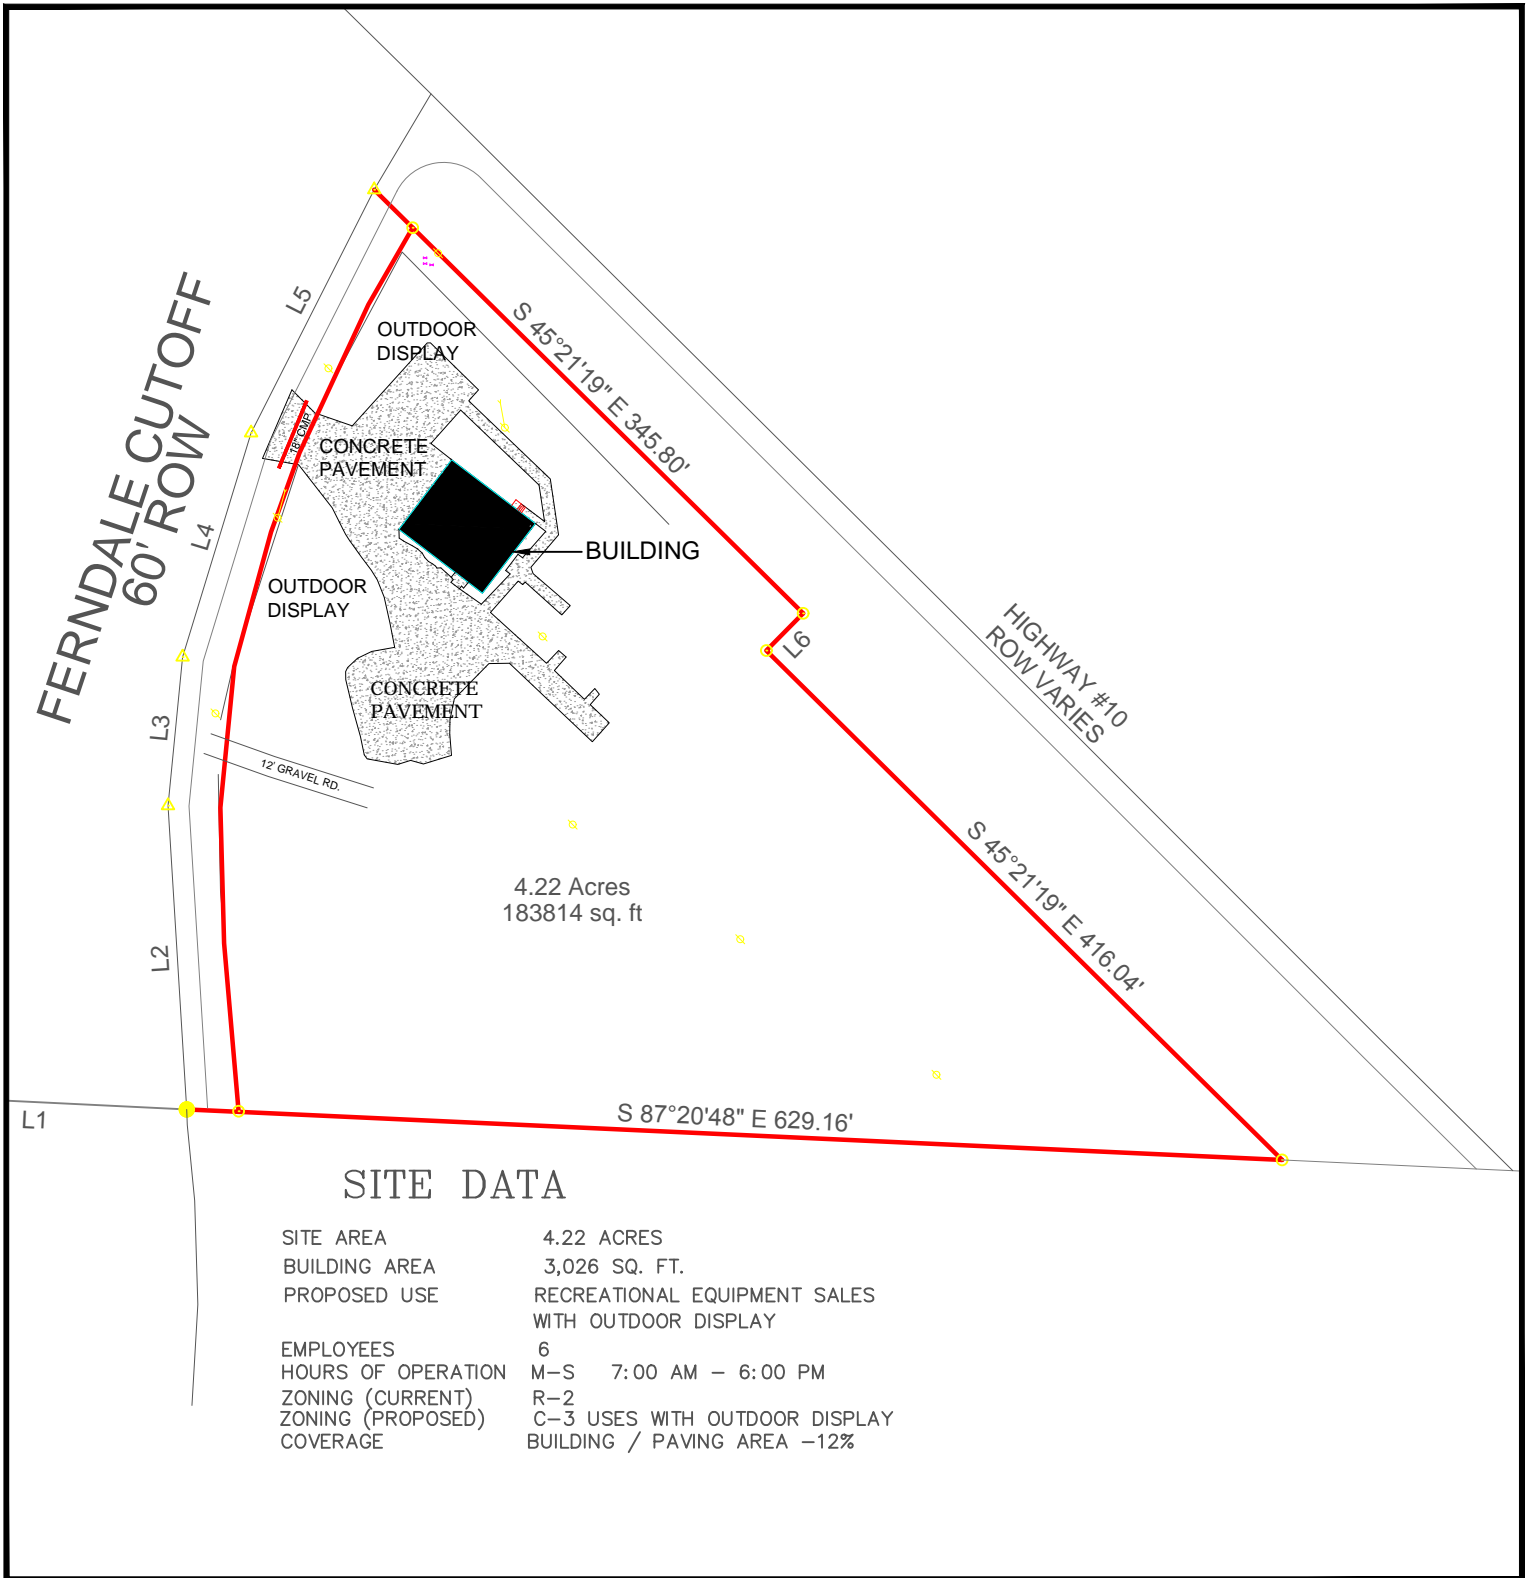 L5
OUTDOOR
DISPLAY
S 45°21'19" E 345.80'
FERNDALE CUTOFF
60' ROW
18" CMP
CONCRETE
PAVEMENT
L4
BUILDING
OUTDOOR
DISPLAY
HIGHWAY #10
ROW VARIES
L6
CONCRETE
PAVEMENT
L3
12' GRAVEL RD.
4.22 Acres
183814 sq. ft
S 45°21'19" E 416.04'
L2
L1
S 87°20'48" E 629.16'
SITE DATA
SITE AREA 4.22 ACRES
BUILDING AREA 3,026 SQ. FT.
PROPOSED USE RECREATIONAL EQUIPMENT SALES
WITH OUTDOOR DISPLAY
EMPLOYEES 6
HOURS OF OPERATION M-S 7:00 AM - 6:00 PM
ZONING (CURRENT) R-2
ZONING (PROPOSED) C-3 USES WITH OUTDOOR DISPLAY
COVERAGE BUILDING / PAVING AREA -12%